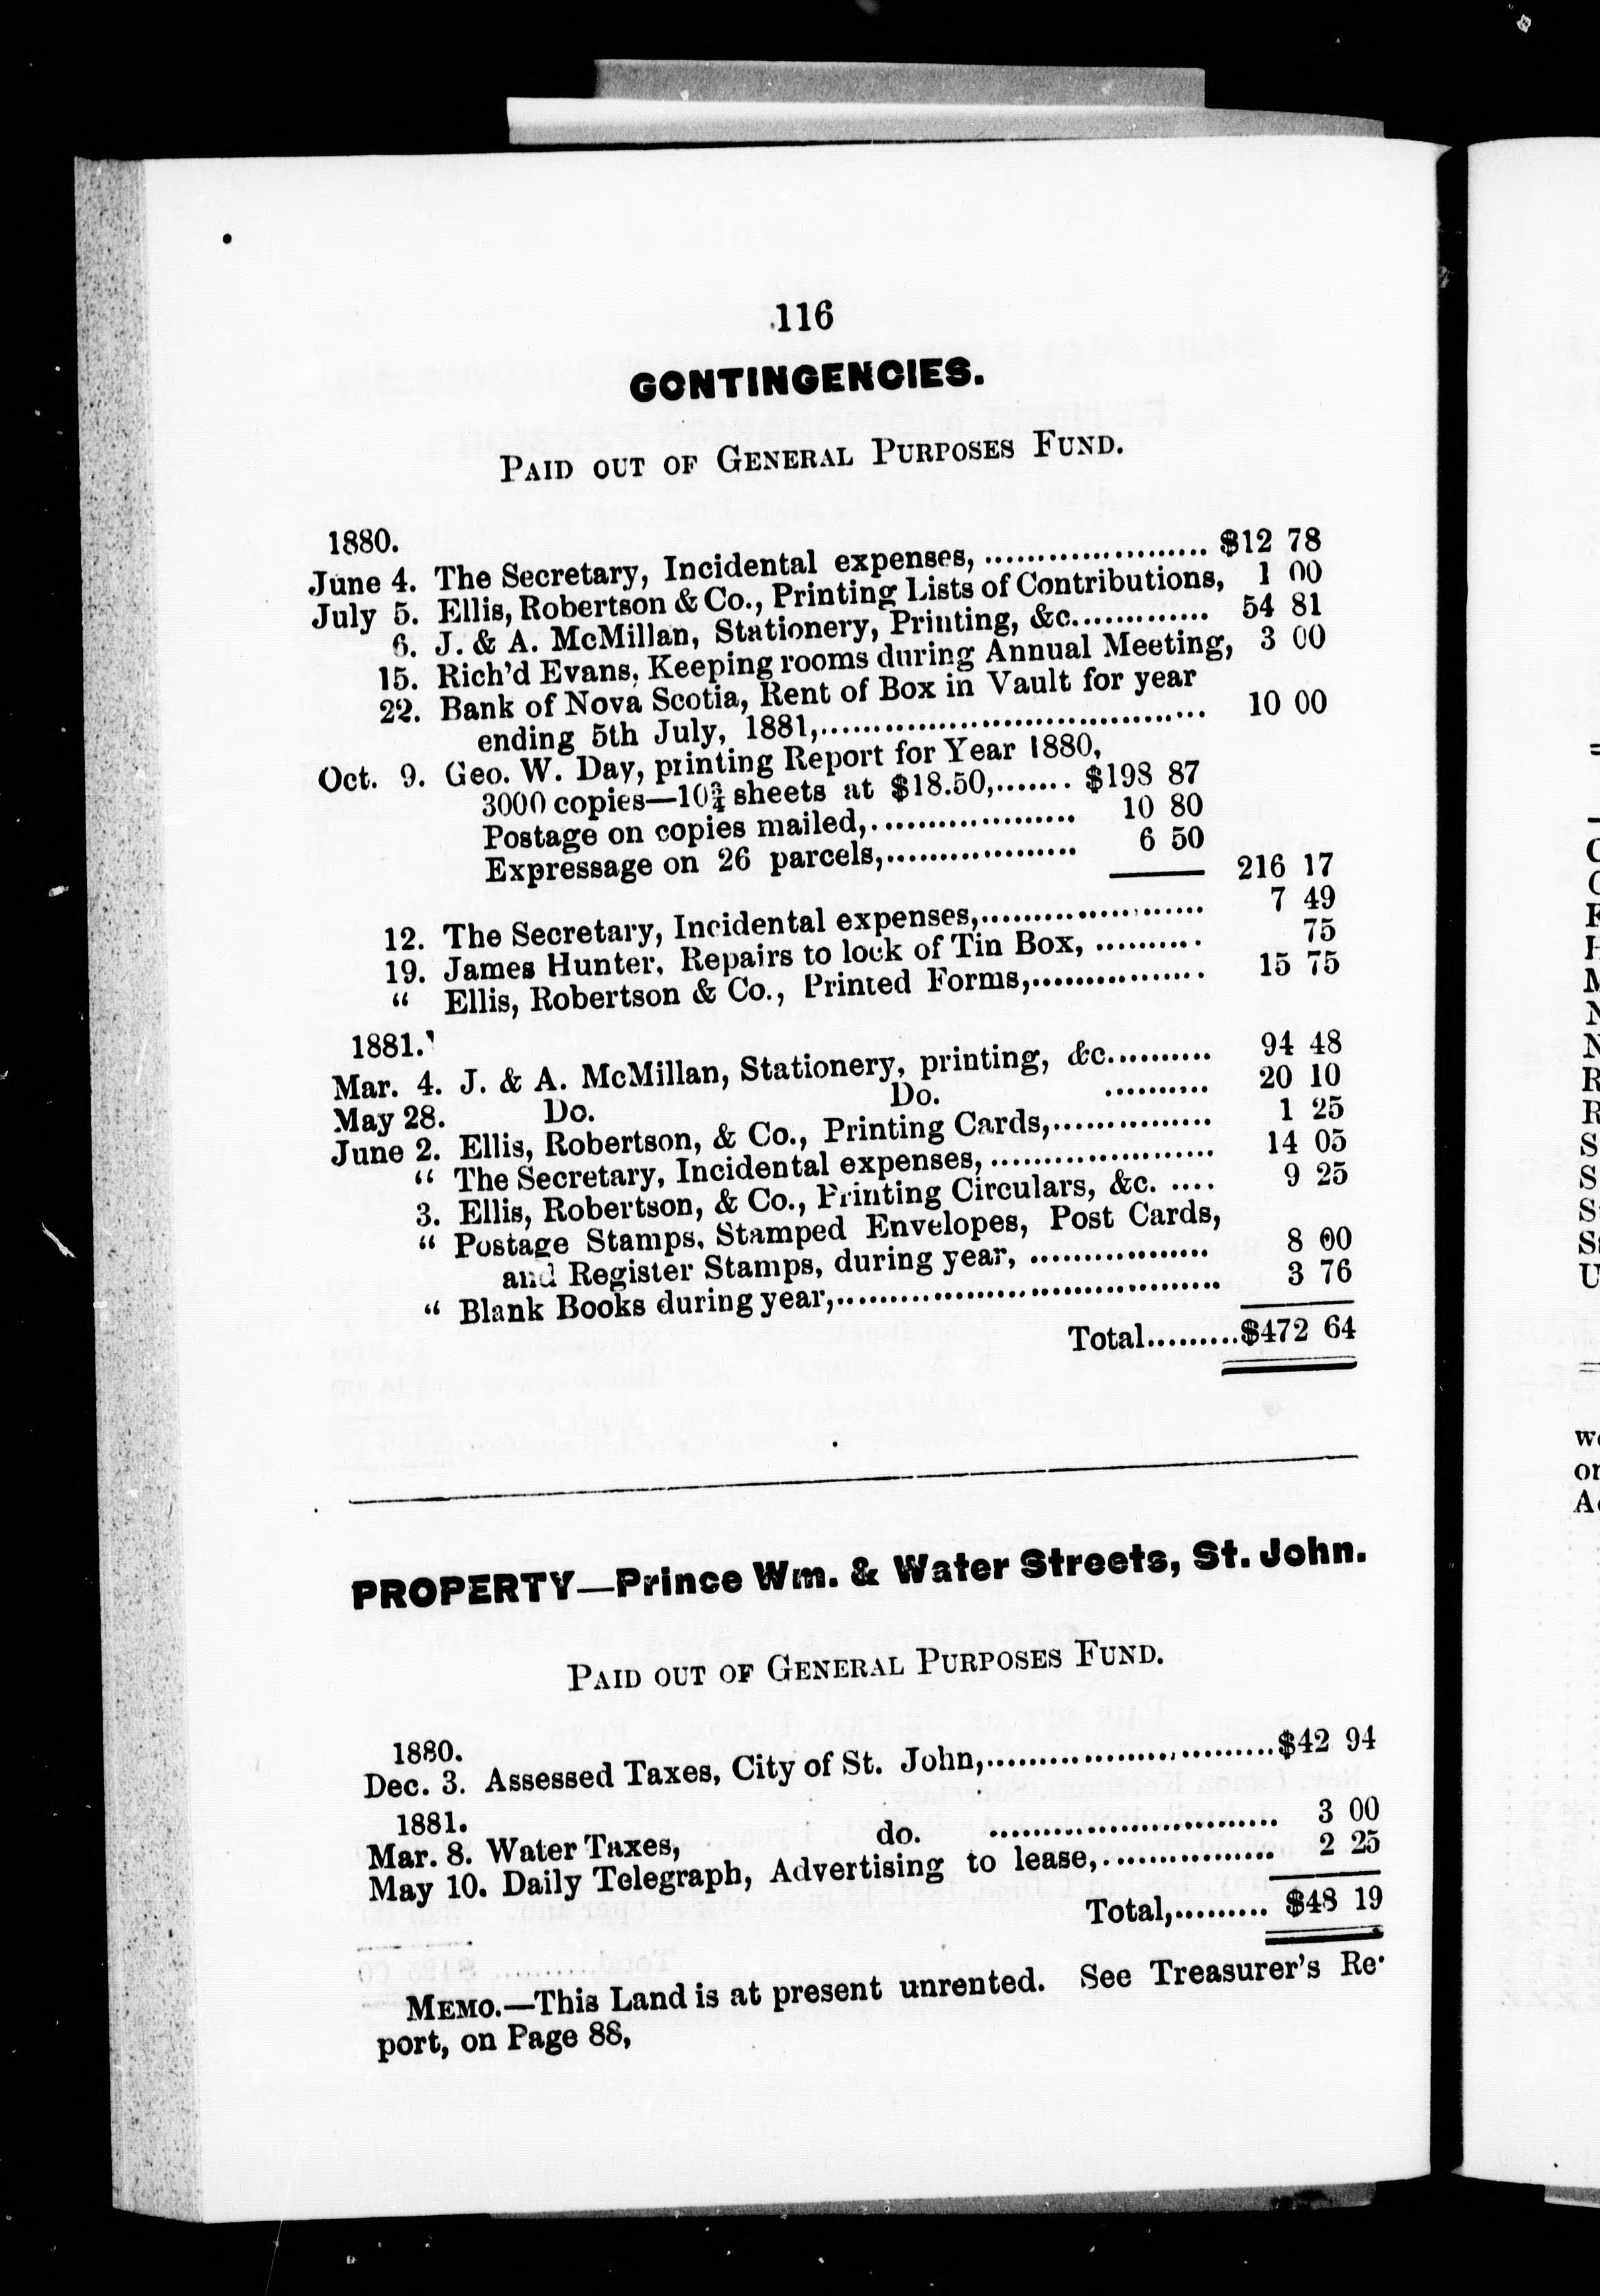 116
CONTINGENCIES.
PAID OUT OF GENERAL PURPOSES FUND.
1880.
June 4. The Secretary, Incidental expenses, ..................... $12 78
July 5. Ellis, Robertson & Co., Printing Lists of Contributions, 1 00
6. J. & A. McMillan, Stationery, Printing, &c............. 54 81
15. Rich'd Evans, Keeping rooms during Annual Meeting, 3 00
22. Bank of Nova Scotia, Rent of Box in Vault for year
ending 5th July, 1881,.................................... 10 00
Oct. 9. Geo. W. Day, printing Report for Year 1880,
3000 copies—10¾ sheets at $18.50,....... $198 87
Postage on copies mailed,................... 10 80
Expressage on 26 parcels,.................. 6 50
216 17
12. The Secretary, Incidental expenses,..................... 7 49
19. James Hunter, Repairs to lock of Tin Box, .......... 75
“ Ellis, Robertson & Co., Printed Forms,................ 15 75
1881.
Mar. 4. J. & A. McMillan, Stationery, printing, &c.......... 94 48
May 28. Do. Do. .......... 20 10
June 2. Ellis, Robertson, & Co., Printing Cards,............... 1 25
“ The Secretary, Incidental expenses, ..................... 14 05
3. Ellis, Robertson, & Co., Printing Circulars, &c. .... 9 25
“ Postage Stamps, Stamped Envelopes, Post Cards,
and Register Stamps, during year, ................. 8 00
“ Blank Books during year,.................................... 3 76
Total.........$472 64
PROPERTY—Prince Wm. & Water Streets, St. John.
PAID OUT OF GENERAL PURPOSES FUND.
1880.
Dec. 3. Assessed Taxes, City of St. John,...........................$42 94
1881.
Mar. 8. Water Taxes, do. ........................... 3 00
May 10. Daily Telegraph, Advertising to lease,................ 2 25
Total,......... $48 19
MEMO.—This Land is at present unrented. See Treasurer's Re-
port, on Page 88,